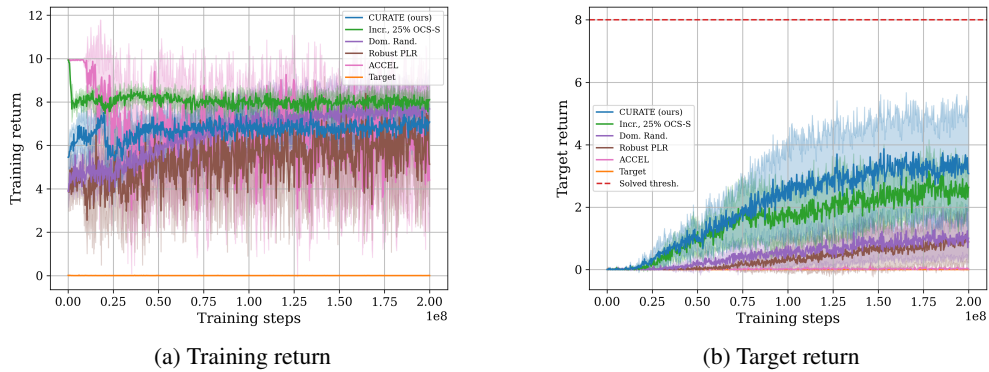 12
10
8
6
4
2
0
Training return
CURATE (ours)
Incr., 25% OCS-S
Dom. Rand.
Robust PLR
ACCEL
Target
0.00 0.25 0.50 0.75 1.00 1.25 1.50 1.75 2.00
1e8
Training steps
(a) Training return
8
6
4
2
0
Target return
CURATE (ours)
Incr., 25% OCS-S
Dom. Rand.
Robust PLR
ACCEL
Target
Solved thresh.
0.00 0.25 0.50 0.75 1.00 1.25 1.50 1.75 2.00
1e8
Training steps
(b) Target return